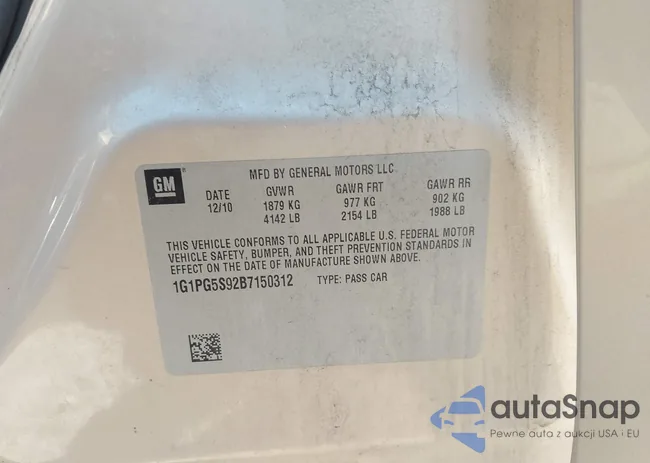 GM
MFD BY GENERAL MOTORS LLC
DATE GVWR GAWR FRT GAWR RR
12/10 1879 KG 977 KG 902 KG
4142 LB 2154 LB 1988 LB
THIS VEHICLE CONFORMS TO ALL APPLICABLE U.S. FEDERAL MOTOR
VEHICLE SAFETY, BUMPER, AND THEFT PREVENTION STANDARDS IN
EFFECT ON THE DATE OF MANUFACTURE SHOWN ABOVE.
1G1PG5S92B7150312 TYPE: PASS CAR
autaSnap
Pewne auta z aukcji USA i EU